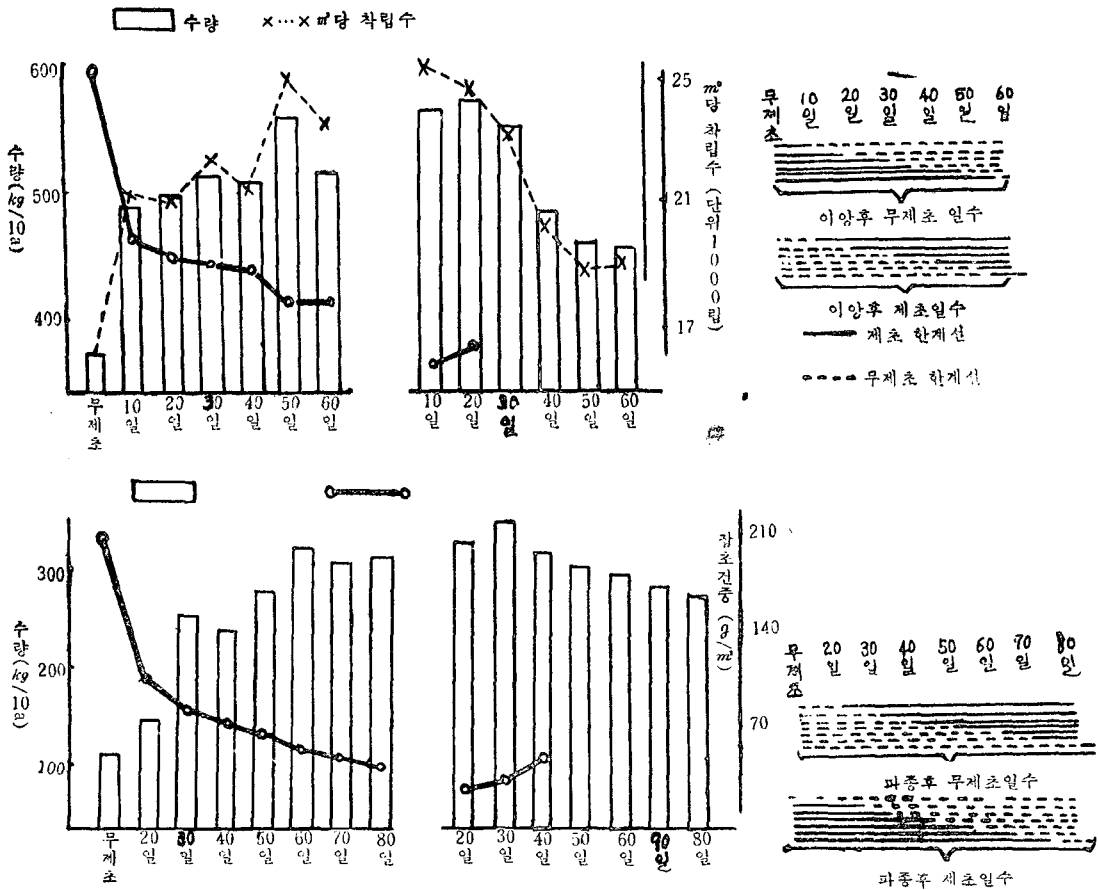 수량 ㎡당 착립수
600
500
400
수량(kg/10a)
무제초 10일 20일 30일 40일 50일 60일
10일 20일 30일 40일 50일 60일
25
21
17
㎡당 착립수 (단위1000립)
무제초 10일 20일 30일 40일 50일 60일
이앙후 무제초 일수
이앙후 제초일수
제초 한계선
무제초 한계선
300
200
100
수량(kg/10a)
무제초 20일 30일 40일 50일 60일 70일 80일
20일 30일 40일 50일 60일 90일 80일
210
140
70
잡초건중 (g/㎡)
무제초 20일 30일 40일 50일 60일 70일 80일
파종후 무제초일수
파종후 제초일수